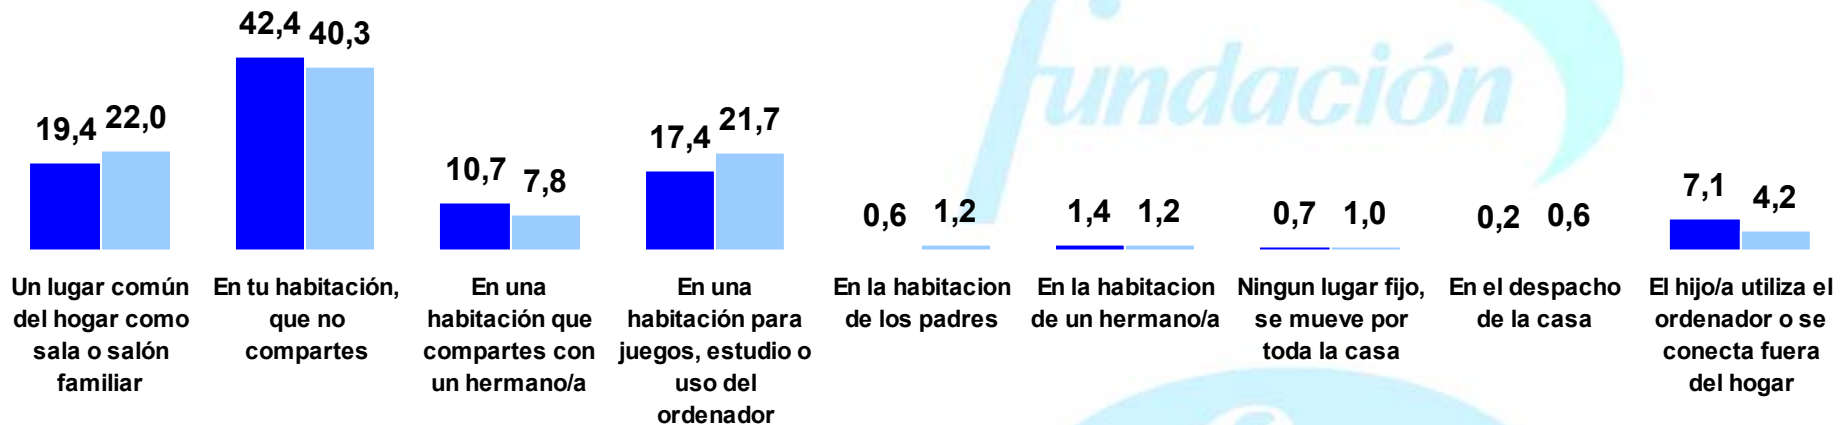 fundación
42,4 40,3
19,4 22,0
17,4 21,7
10,7 7,8
0,6 1,2
1,4 1,2
0,7 1,0
0,2 0,6
7,1 4,2
Un lugar común
del hogar como
sala o salón
familiar
En tu habitación,
que no
compartes
En una
habitación que
compartes con
un hermano/a
En una
habitación para
juegos, estudio o
uso del
ordenador
En la habitacion
de los padres
En la habitacion
de un hermano/a
Ningun lugar fijo,
se mueve por
toda la casa
En el despacho
de la casa
El hijo/a utiliza el
ordenador o se
conecta fuera
del hogar